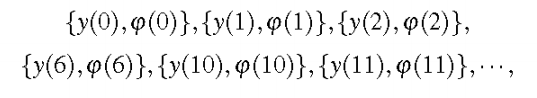 {y(0), φ(0)}, {y(1), φ(1)}, {y(2), φ(2)},
{y(6), φ(6)}, {y(10), φ(10)}, {y(11), φ(11)}, ⋯,